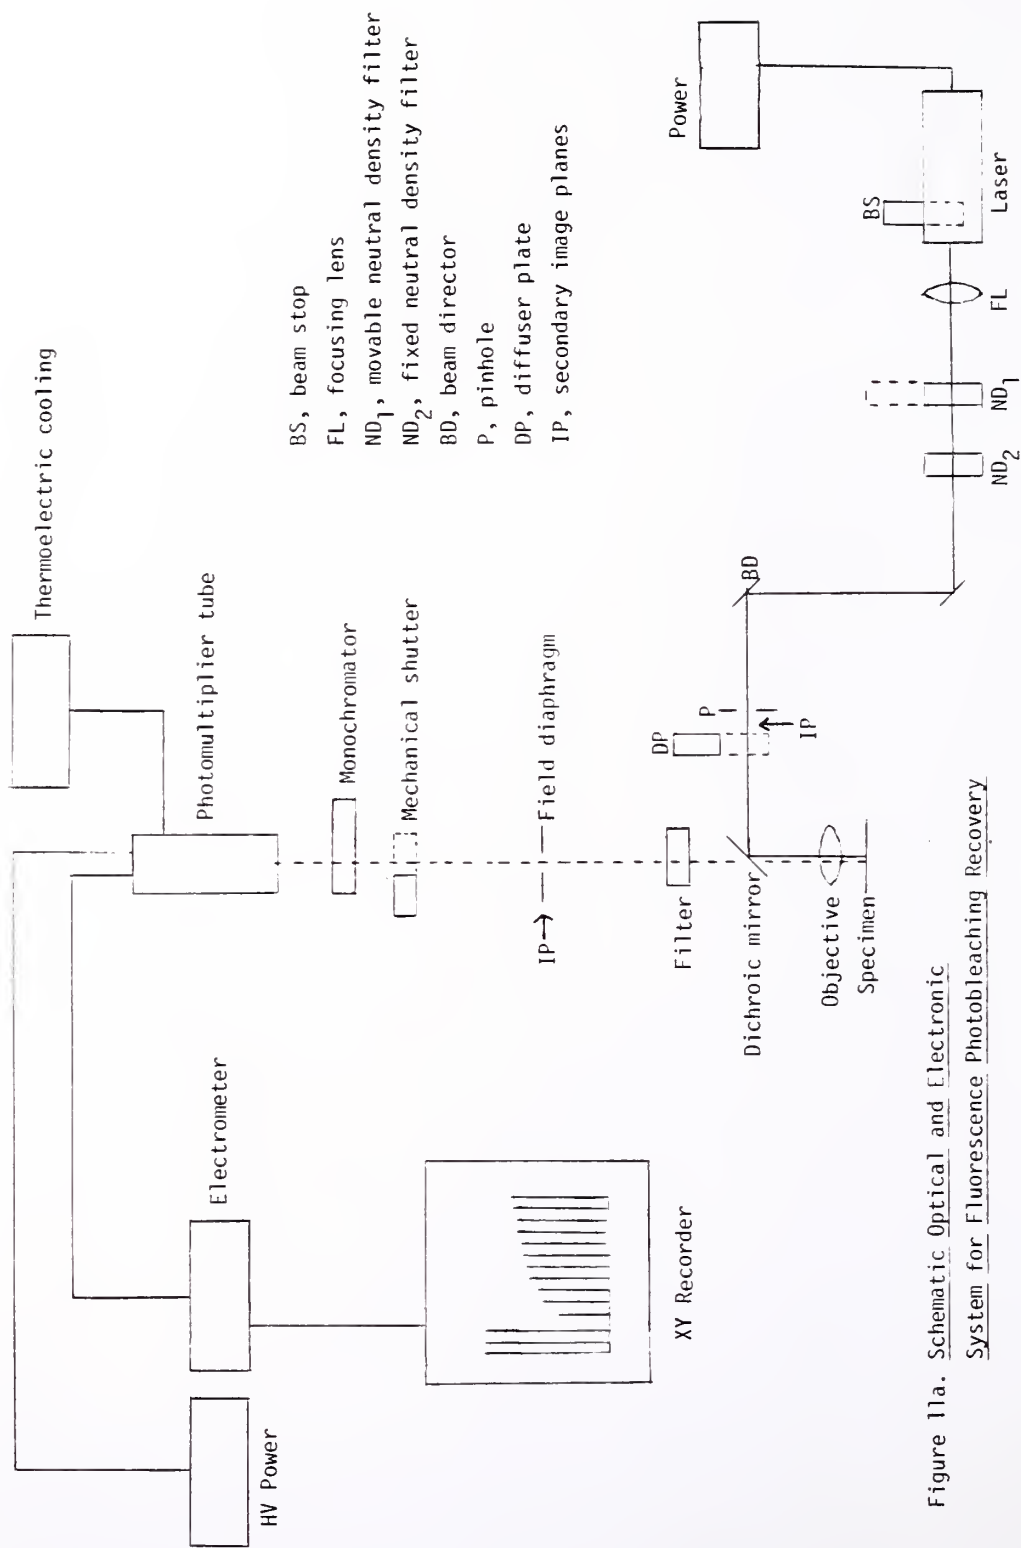 Thermoelectric cooling
Photomultiplier tube
HV Power
Electrometer
XY Recorder
Monochromator
Mechanical shutter
IP
Field diaphragm
Filter
Dichroic mirror
Objective
Specimen
DP
P
IP
BD
ND2
ND1
FL
BS
Laser
Power
BS, beam stop
FL, focusing lens
ND1, movable neutral density filter
ND2, fixed neutral density filter
BD, beam director
P, pinhole
DP, diffuser plate
IP, secondary image planes
Figure 11a. Schematic Optical and Electronic
System for Fluorescence Photobleaching Recovery